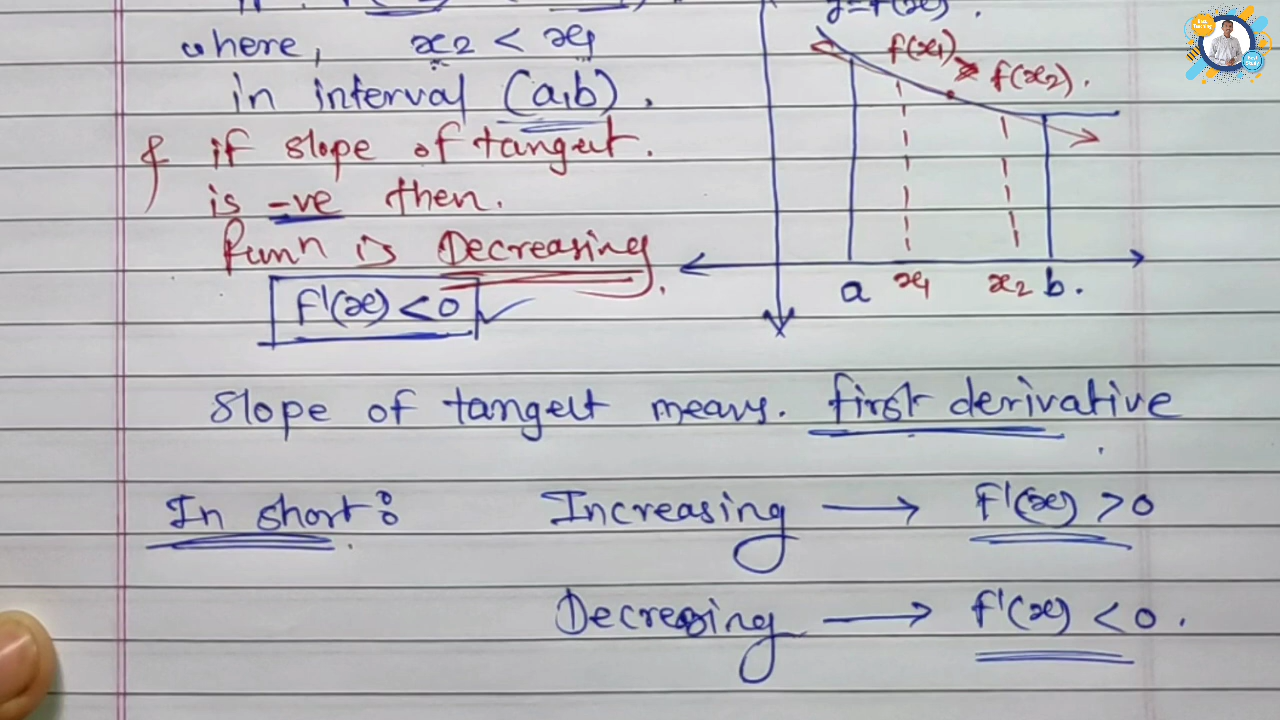 where, x2 < x1
in interval (a,b).
& if slope of tangent.
is -ve then.
funn is Decreasing.
f'(x) < 0
y=f(x).
f(x1) > f(x2).
a x1 x2 b.
Slope of tangent means. first derivative
In short: Increasing → f'(x) > 0
Decreasing → f'(x) < 0.